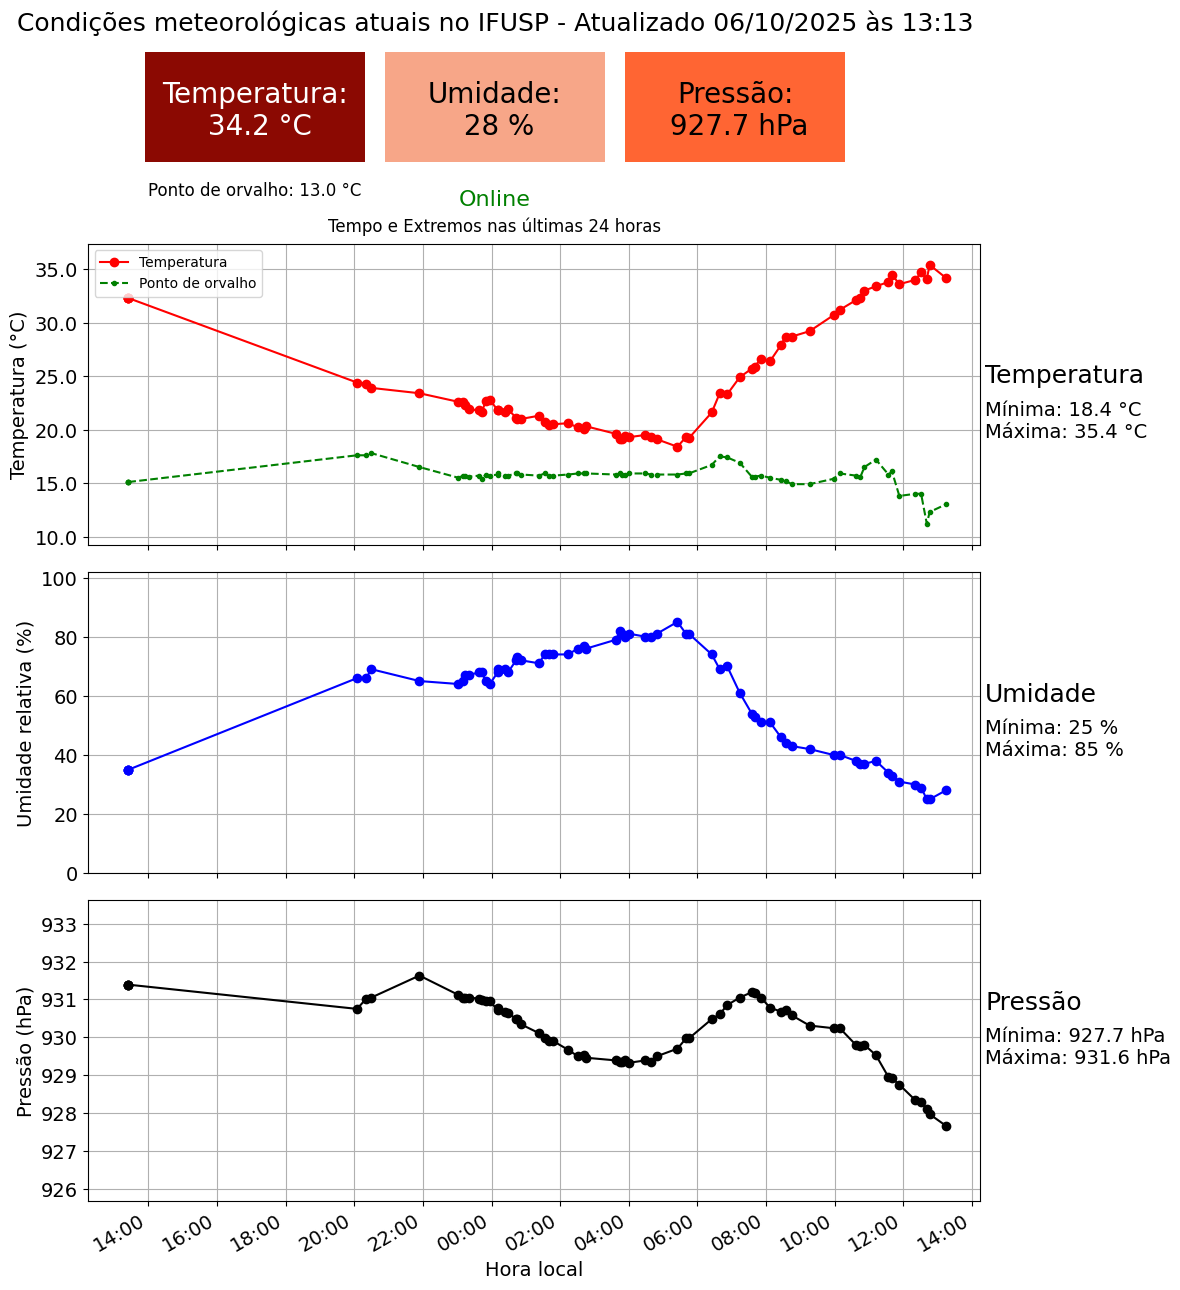 Condições meteorológicas atuais no IFUSP - Atualizado 06/10/2025 às 13:13
Temperatura:
34.2 °C
Umidade:
28 %
Pressão:
927.7 hPa
Ponto de orvalho: 13.0 °C
Online
Tempo e Extremos nas últimas 24 horas
Temperatura
Ponto de orvalho
Temperatura (°C)
35.0
30.0
25.0
20.0
15.0
10.0
Temperatura
Mínima: 18.4 °C
Máxima: 35.4 °C
Umidade relativa (%)
100
80
60
40
20
0
Umidade
Mínima: 25 %
Máxima: 85 %
Pressão (hPa)
933
932
931
930
929
928
927
926
Pressão
Mínima: 927.7 hPa
Máxima: 931.6 hPa
14:00
16:00
18:00
20:00
22:00
00:00
02:00
04:00
06:00
08:00
10:00
12:00
14:00
Hora local